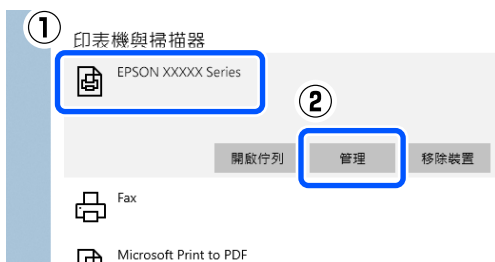 ①
印表機與掃描器
EPSON XXXXX Series
②
開啟佇列 管理 移除裝置
Fax
Microsoft Print to PDF